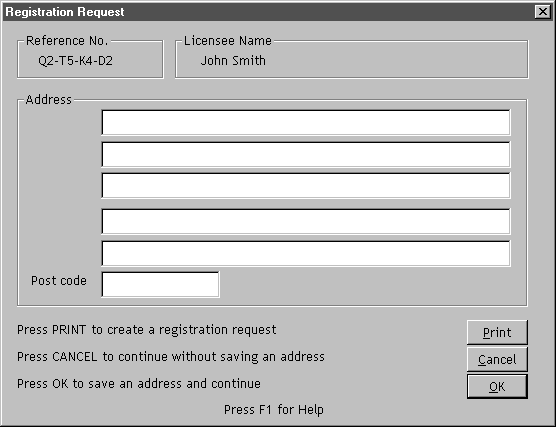 Registration Request
Reference No.
Q2-T5-K4-D2
Licensee Name
John Smith
Address
Post code
Press PRINT to create a registration request
Print
Press CANCEL to continue without saving an address
Cancel
Press OK to save an address and continue
OK
Press F1 for Help